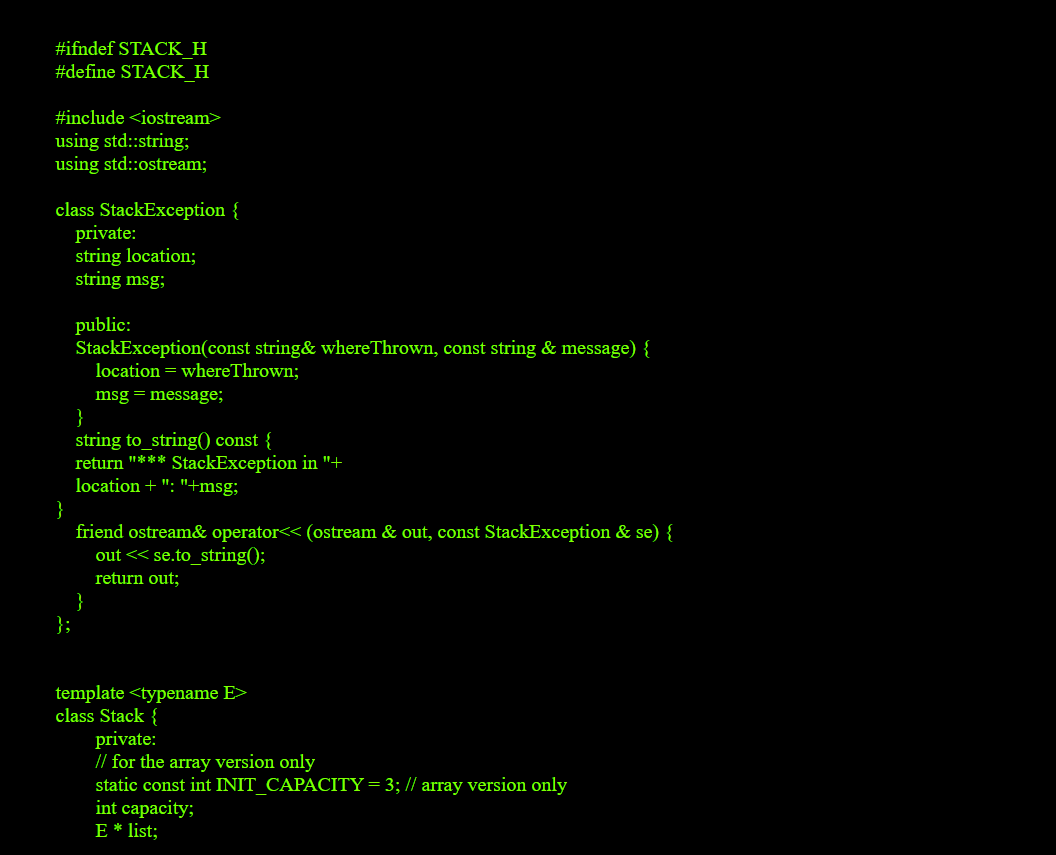 #ifndef STACK_H
#define STACK_H
#include <iostream>
using std::string;
using std::ostream;
class StackException {
private:
string location;
string msg;
public:
StackException(const string& whereThrown, const string & message) {
location = whereThrown;
msg = message;
}
string to_string() const {
return "*** StackException in "+
location + ": "+msg;
}
friend ostream& operator<< (ostream & out, const StackException & se) {
out << se.to_string();
return out;
}
};
template <typename E>
class Stack {
private:
// for the array version only
static const int INIT_CAPACITY = 3; // array version only
int capacity;
E * list;